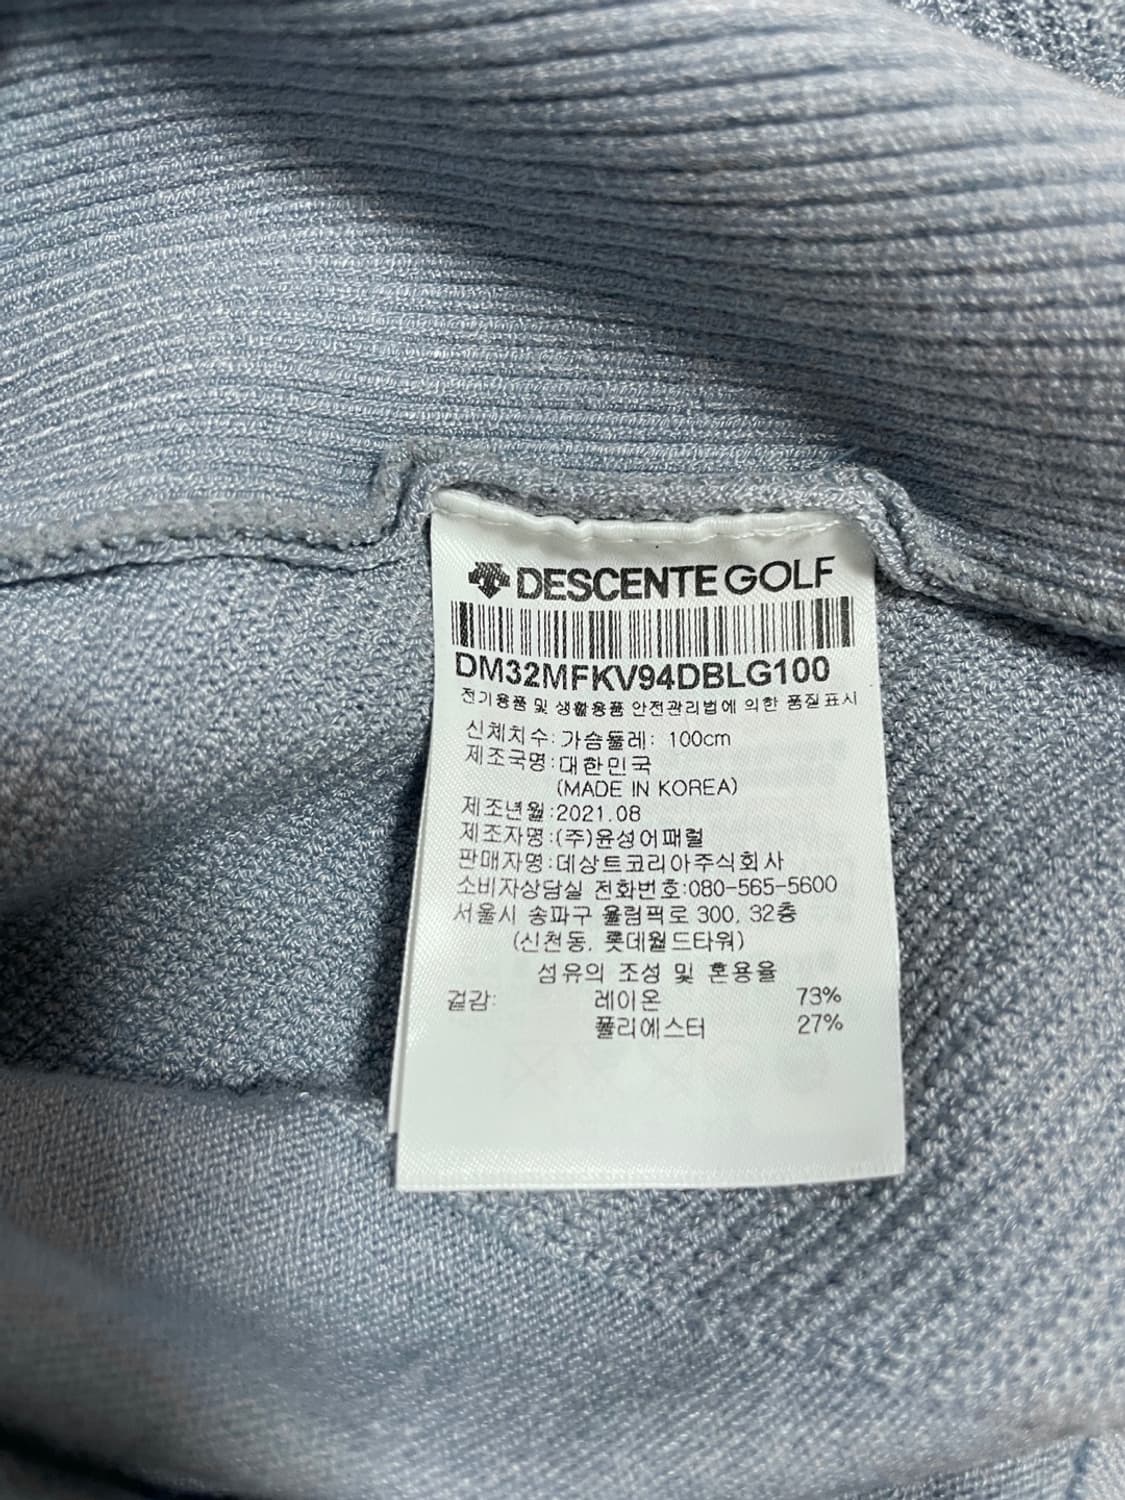 DESCENTE GOLF
DM32MFKV94DBLG100
전기용품 및 생활용품 안전관리법에 의한 품질표시
신체치수: 가슴둘레: 100cm
제조국명: 대한민국
(MADE IN KOREA)
제조년월:2021.08
제조자명:(주)윤성어패럴
판매자명:데상트코리아주식회사
소비자상담실 전화번호:080-565-5600
서울시 송파구 올림픽로 300, 32층
(신천동, 롯데월드타워)
섬유의 조성 및 혼용율
겉감: 레이온 73%
폴리에스터 27%